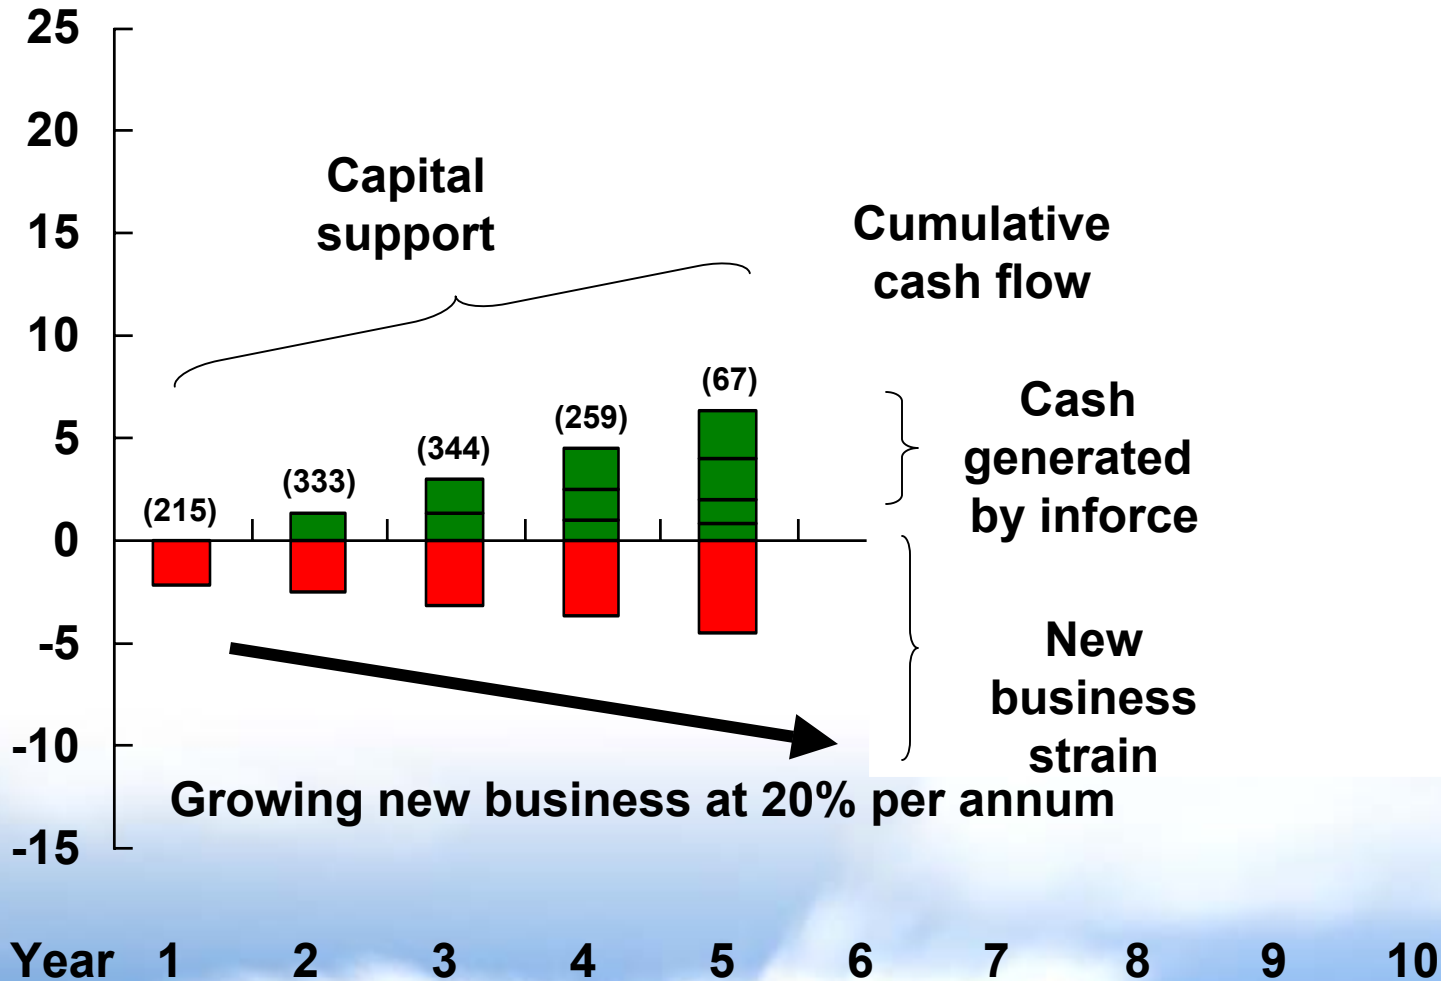 25
20
15
10
5
0
-5
-10
-15
Capital
support
Cumulative
cash flow
(215)
(333)
(344)
(259)
(67)
Cash
generated
by inforce
New
business
strain
Growing new business at 20% per annum
Year 1 2 3 4 5 6 7 8 9 10